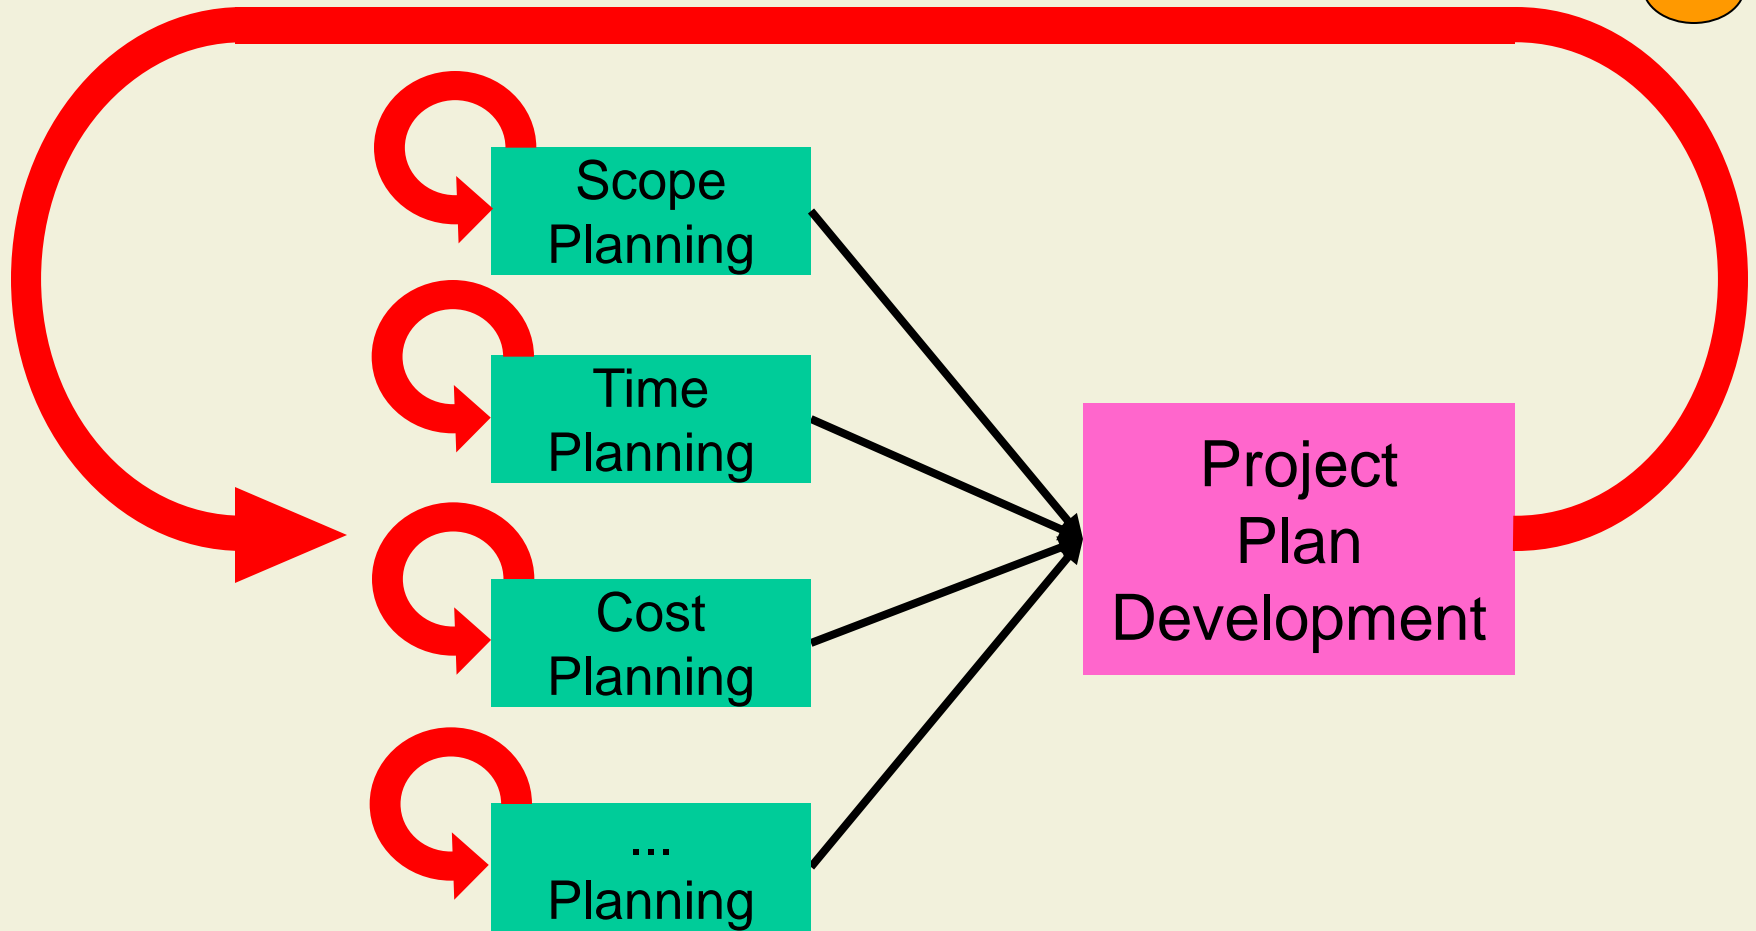 Scope
Planning
Time
Planning
Cost
Planning
...
Planning
Project
Plan
Development